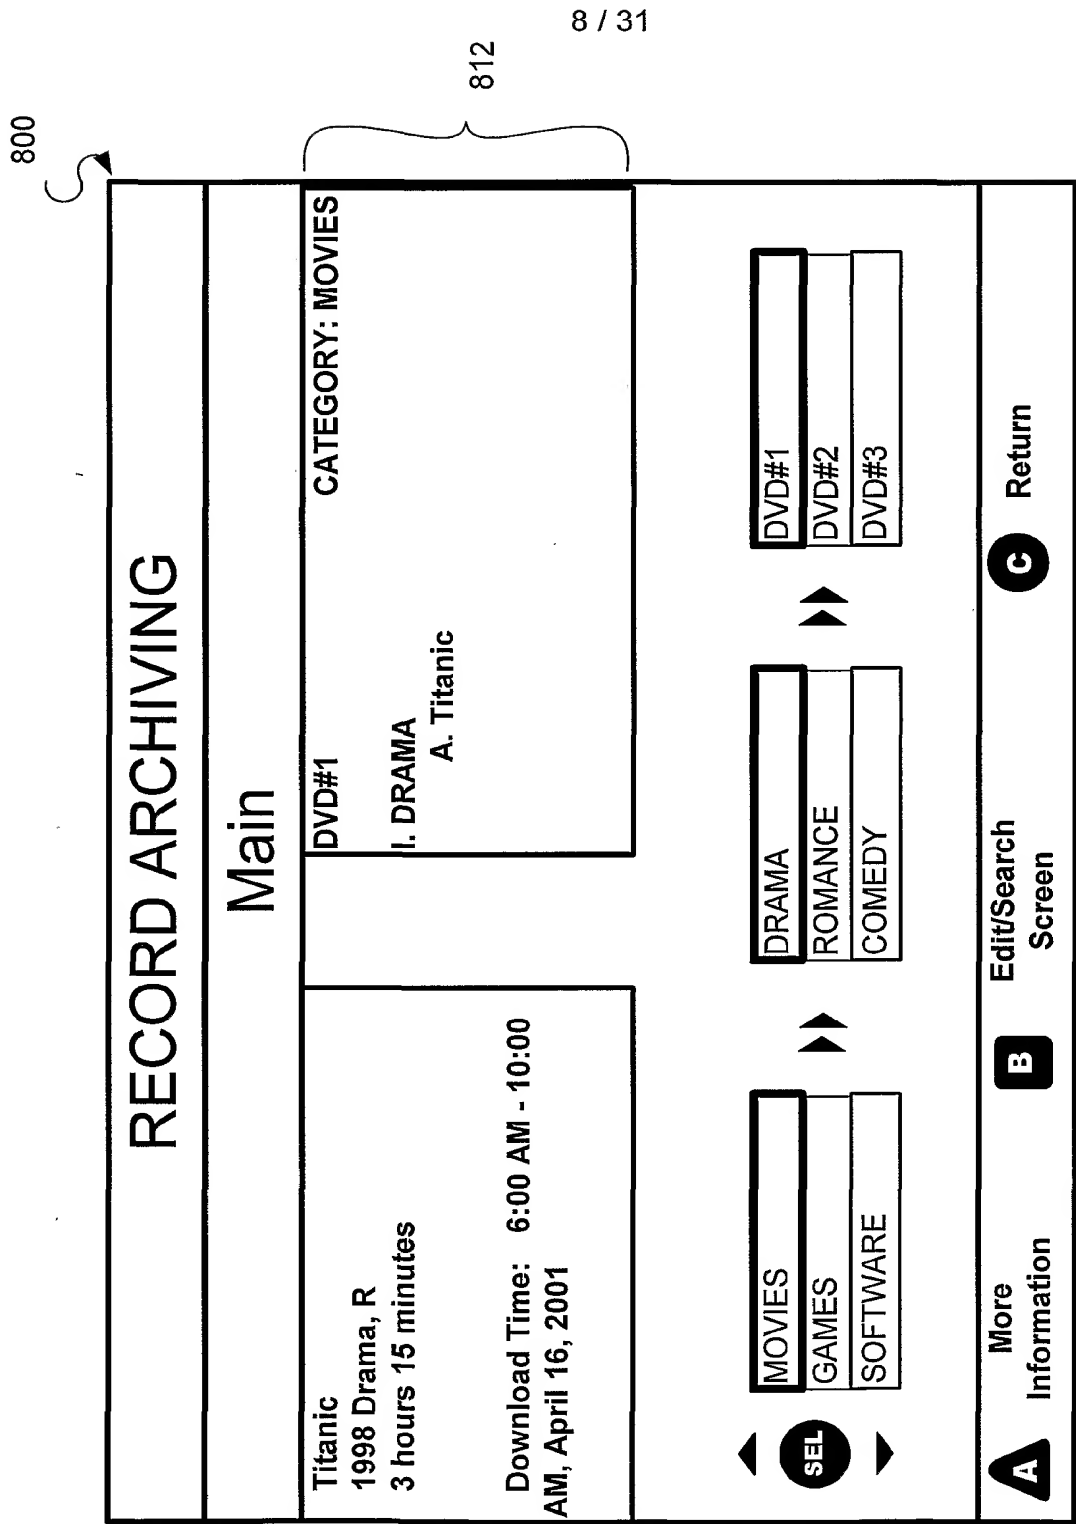 8 / 31
800
812
RECORD ARCHIVING
Main
Titanic
1998 Drama, R
3 hours 15 minutes
Download Time: 6:00 AM - 10:00
AM, April 16, 2001
DVD#1 CATEGORY: MOVIES
I. DRAMA
A. Titanic
SEL
MOVIES
GAMES
SOFTWARE
DRAMA
ROMANCE
COMEDY
DVD#1
DVD#2
DVD#3
A
More
Information
B
Edit/Search
Screen
C
Return